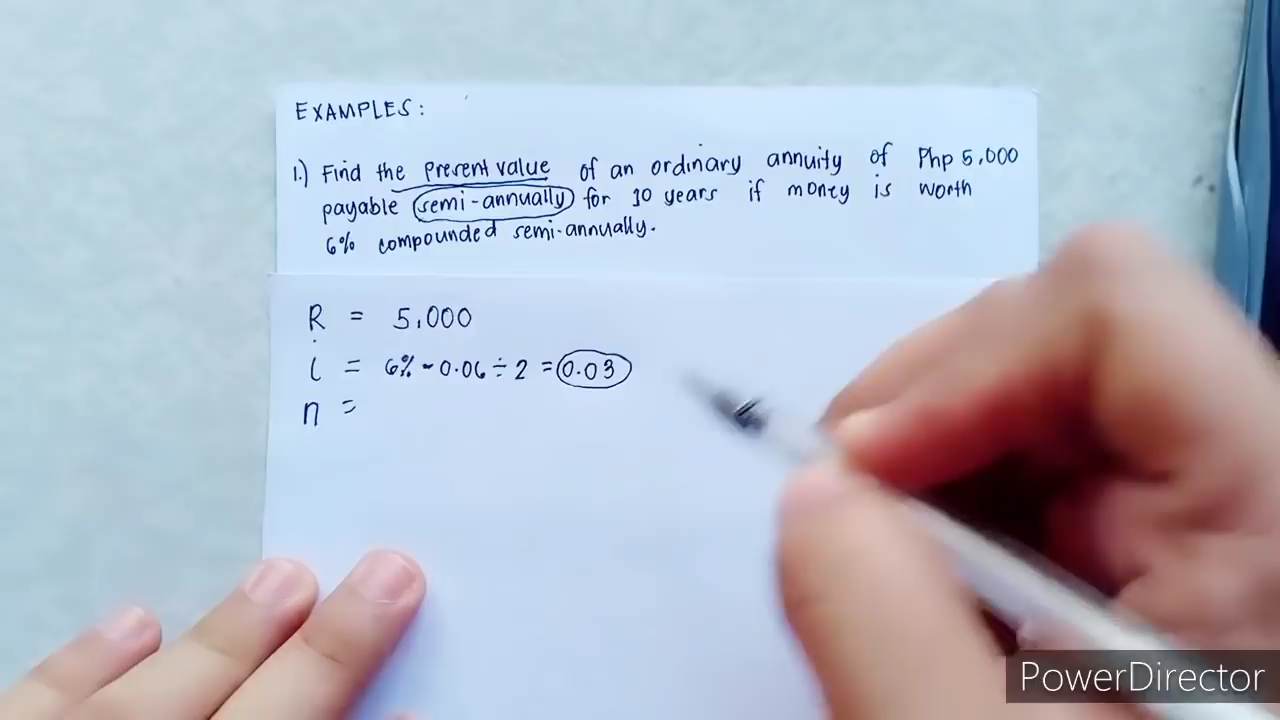 EXAMPLES:
1.) Find the Present value of an ordinary annuity of Php 5,000
payable semi-annually for 10 years if money is worth
6% compounded semi-annually.
R = 5,000
i = 6% - 0.06 ÷ 2 = 0.03
n =
PowerDirector